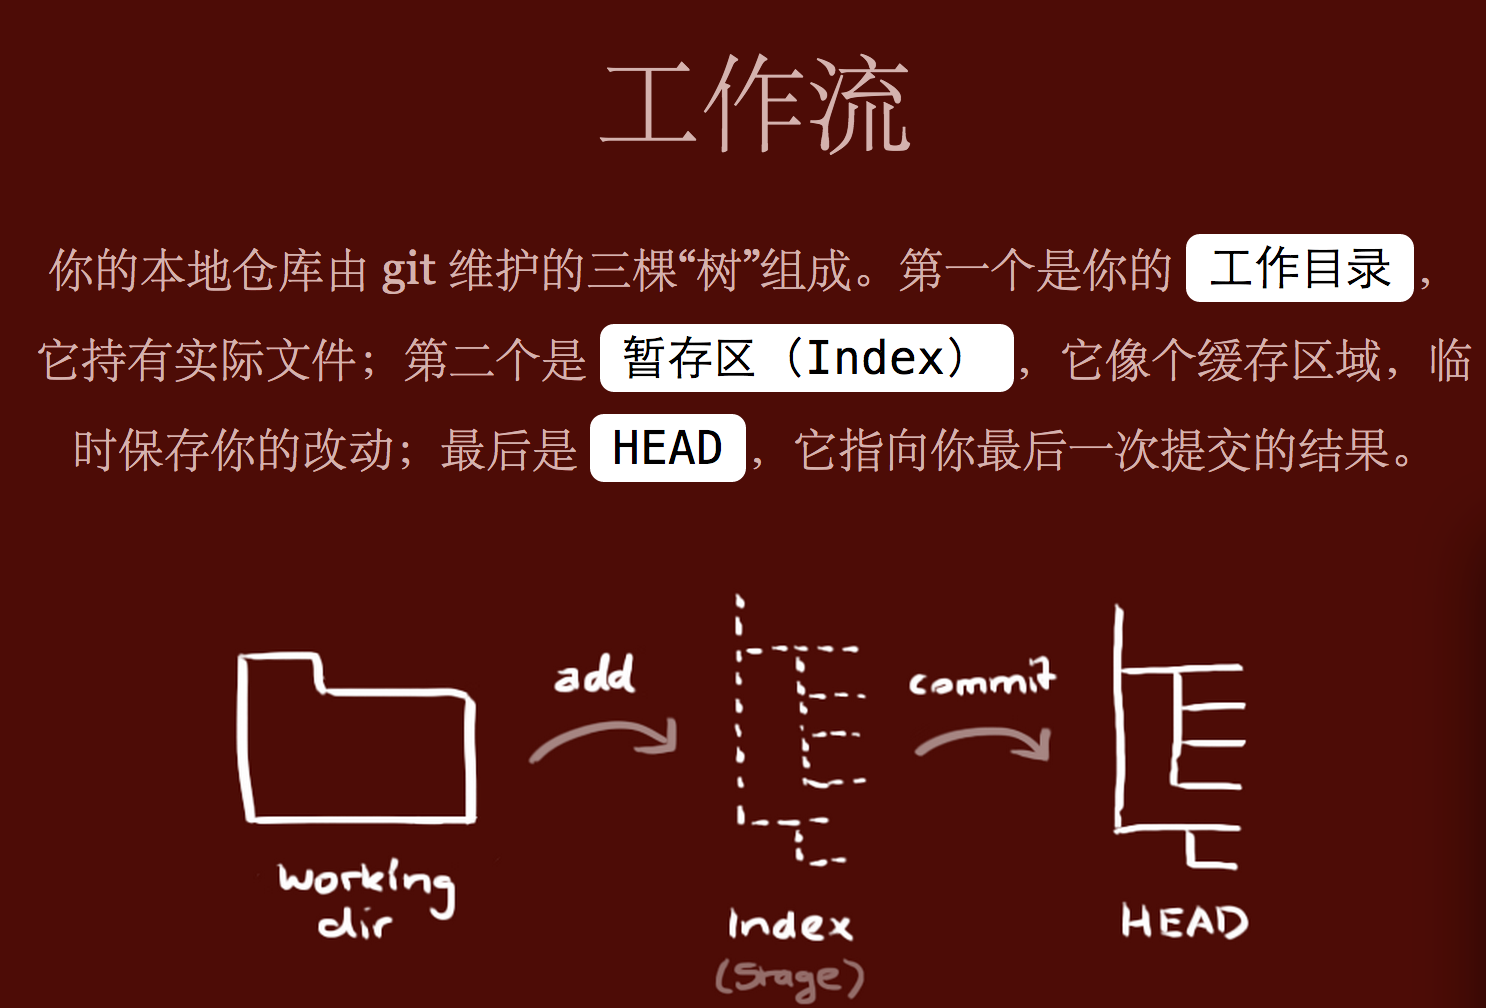 工作流
你的本地仓库由 git 维护的三棵“树”组成。第一个是你的 工作目录，
它持有实际文件；第二个是 暂存区（Index），它像个缓存区域，临
时保存你的改动；最后是 HEAD，它指向你最后一次提交的结果。
add
commit
working
dir
Index
(Stage)
HEAD